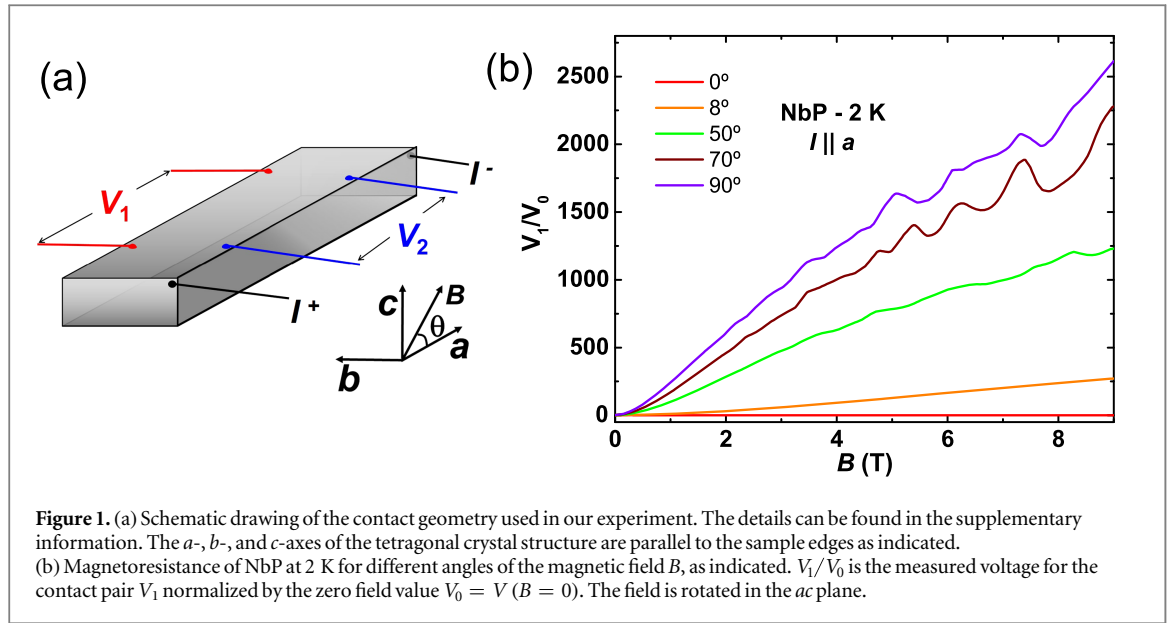 (a)
V₁
V₂
I⁻
I⁺
c
B
θ
a
b
(b)
0º
8º
50º
70º
90º
NbP - 2 K
I || a
V₁/V₀
2500
2000
1500
1000
500
0
0
2
4
6
8
B (T)
Figure 1. (a) Schematic drawing of the contact geometry used in our experiment. The details can be found in the supplementary
information. The a-, b-, and c-axes of the tetragonal crystal structure are parallel to the sample edges as indicated.
(b) Magnetoresistance of NbP at 2 K for different angles of the magnetic field B, as indicated. V₁/V₀ is the measured voltage for the
contact pair V₁ normalized by the zero field value V₀ = V (B = 0). The field is rotated in the ac plane.